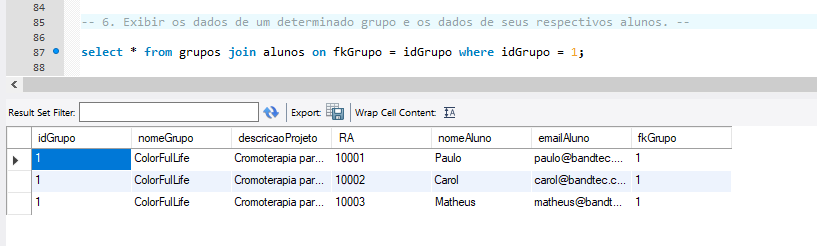 84
85 -- 6. Exibir os dados de um determinado grupo e os dados de seus respectivos alunos. --
86
87 select * from grupos join alunos on fkGrupo = idGrupo where idGrupo = 1;
88
Result Set Filter: Export: Wrap Cell Content: IA
idGrupo nomeGrupo descricaoProjeto RA nomeAluno emailAluno fkGrupo
1 ColorFulLife Cromoterapia par... 10001 Paulo paulo@bandtec.... 1
1 ColorFulLife Cromoterapia par... 10002 Carol carol@bandtec.c... 1
1 ColorFulLife Cromoterapia par... 10003 Matheus matheus@bandt... 1